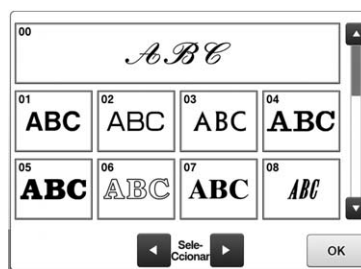 00
ABC
01 02 03 04
ABC ABC ABC ABC
05 06 07 08
ABC ABC ABC ABC
Sele-
Ccionar
OK